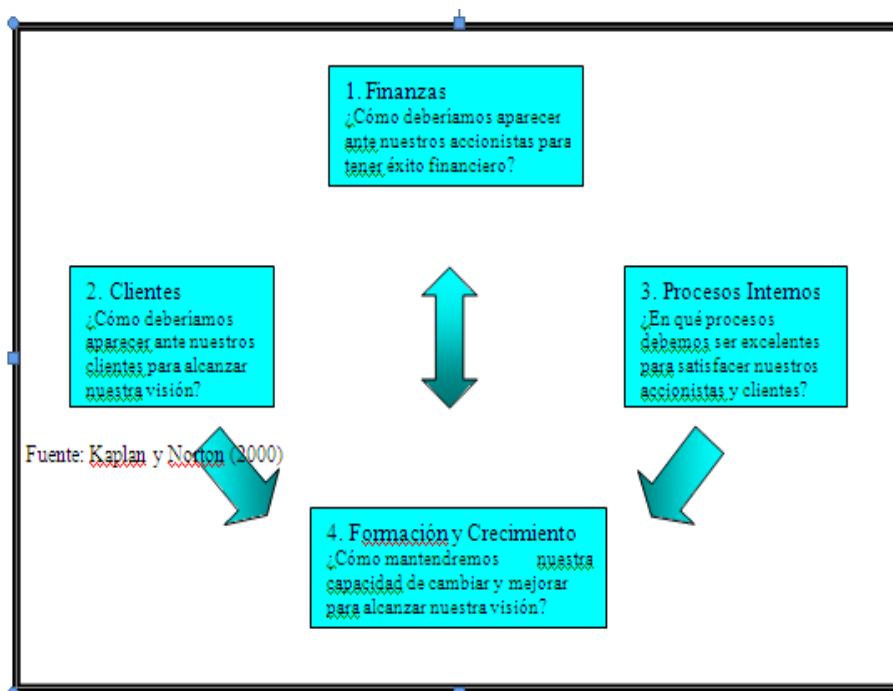 1. Finanzas
¿Cómo deberíamos aparecer
ante nuestros accionistas para
tener éxito financiero?
2. Clientes
¿Cómo deberíamos
aparecer ante nuestros
clientes para alcanzar
nuestra visión?
3. Procesos Internos
¿En qué procesos
debemos ser excelentes
para satisfacer nuestros
accionistas y clientes?
Fuente: Kaplan y Norton (2000)
4. Formación y Crecimiento
¿Cómo mantendremos nuestra
capacidad de cambiar y mejorar
para alcanzar nuestra visión?